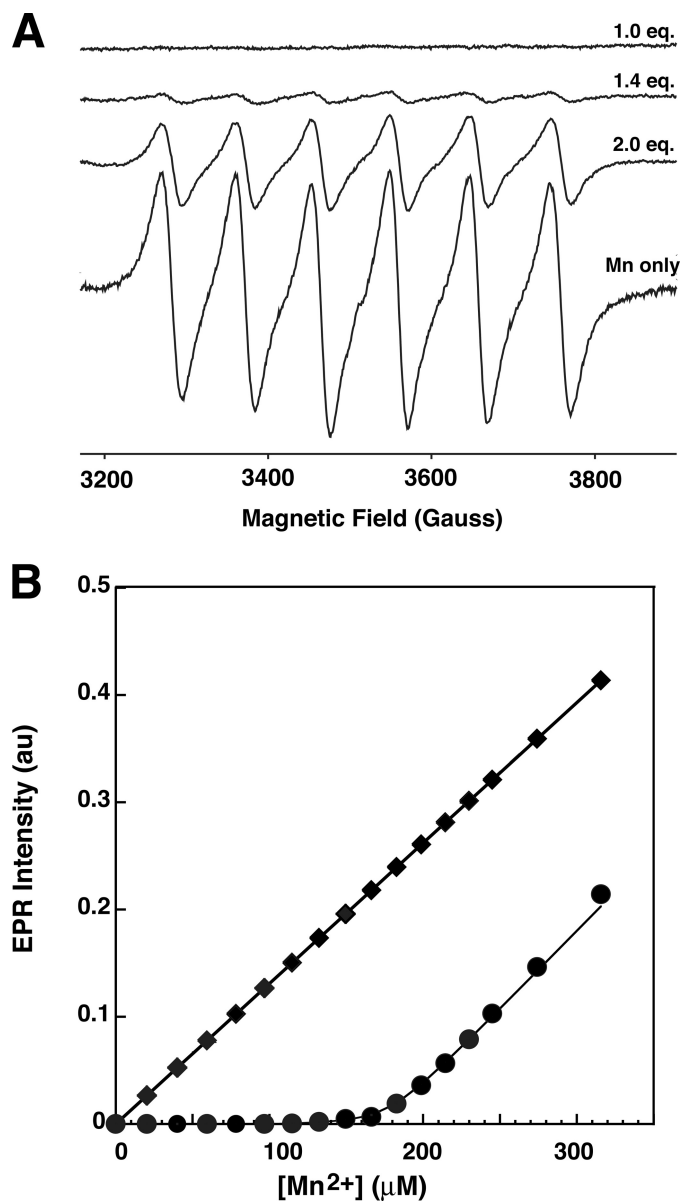 A
1.0 eq.
1.4 eq.
2.0 eq.
Mn only
3200 3400 3600 3800
Magnetic Field (Gauss)
B
0.5
0.4
0.3
0.2
0.1
0
EPR Intensity (au)
0 100 200 300
[Mn2+] (μM)